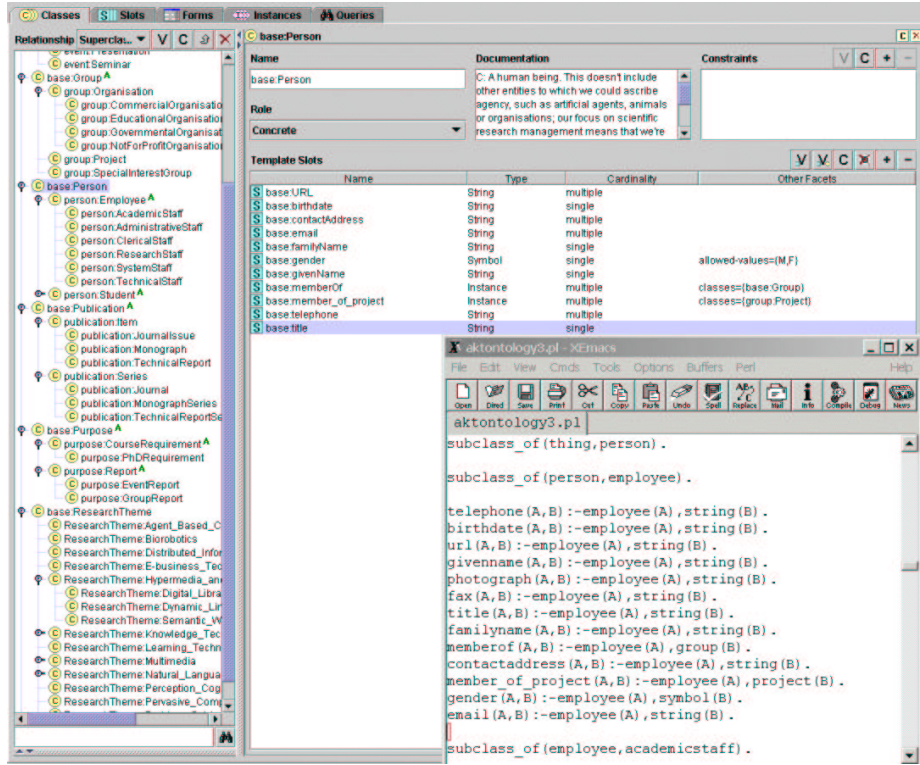 Classes Slots Forms Instances Queries
Relationship Supercla... V C
event:Seminar
base:Group A
group:Organisation
group:CommercialOrganisatio
group:EducationalOrganisation
group:GovernmentalOrganisat
group:NotForProfitOrganisation
group:Project
group:SpecialInterestGroup
base:Person
person:Employee A
person:AcademicStaff
person:AdministrativeStaff
person:ClericalStaff
person:ResearchStaff
person:SystemStaff
person:TechnicalStaff
person:Student A
base:Publication A
publication:Item
publication:JournalIssue
publication:Monograph
publication:TechnicalReport
publication:Series
publication:Journal
publication:MonographSeries
publication:TechnicalReportSe
base:Purpose A
purpose:CourseRequirement A
purpose:PhDRequirement
purpose:Report A
purpose:EventReport
purpose:GroupReport
base:ResearchTheme
ResearchTheme:Agent_Based_C
ResearchTheme:Biorobotics
ResearchTheme:Distributed_Infor
ResearchTheme:E-business_Tec
ResearchTheme:Hypermedia_an
ResearchTheme:Digital_Libra
ResearchTheme:Dynamic_Lin
ResearchTheme:Semantic_W
ResearchTheme:Knowledge_Tec
ResearchTheme:Learning_Techn
ResearchTheme:Multimedia
ResearchTheme:Natural_Langua
ResearchTheme:Perception_Cog
ResearchTheme:Pervasive_Comp
base:Person
Name
base:Person
Role
Concrete
Documentation
C: A human being. This doesn't include
other entities to which we could ascribe
agency, such as artificial agents, animals
or organisations; our focus on scientific
research management means that we're
Constraints V C + -
Template Slots V V C + -
Name Type Cardinality Other Facets
S base:URL String multiple
S base:birthdate String single
S base:contactAddress String multiple
S base:email String multiple
S base:familyName String single
S base:gender Symbol single allowed-values={M,F}
S base:givenName String single
S base:memberOf Instance multiple classes={base:Group}
S base:member_of_project Instance multiple classes={group:Project}
S base:telephone String multiple
S base:title String single
aktontology3.pl - XEmacs
File Edit View Cmds Tools Options Buffers Perl Help
Open Dired Save Print Cut Copy Paste Undo Spell Replace Mail Info Compile Debug News
aktontology3.pl
subclass_of(thing,person).
subclass_of(person,employee).
telephone(A,B):-employee(A),string(B).
birthdate(A,B):-employee(A),string(B).
url(A,B):-employee(A),string(B).
givenname(A,B):-employee(A),string(B).
photograph(A,B):-employee(A),string(B).
fax(A,B):-employee(A),string(B).
title(A,B):-employee(A),string(B).
familyname(A,B):-employee(A),string(B).
memberof(A,B):-employee(A),group(B).
contactaddress(A,B):-employee(A),string(B).
member_of_project(A,B):-employee(A),project(B).
gender(A,B):-employee(A),symbol(B).
email(A,B):-employee(A),string(B).
subclass_of(employee,academicstaff).